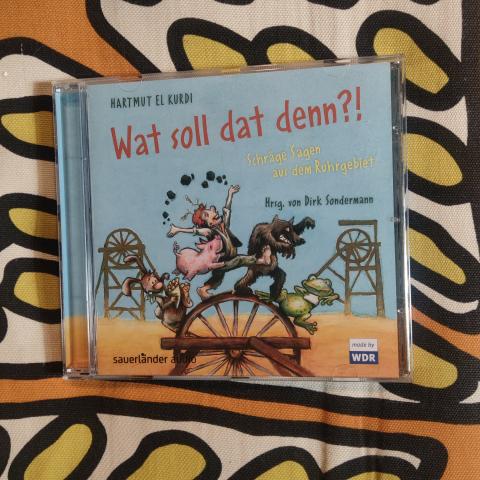 HARTMUT EL KURDI
Wat soll dat denn?!
Schräge Sagen
aus dem Ruhrgebiet
Hrsg. von Dirk Sondermann
made by
WDR
sauerländer audio